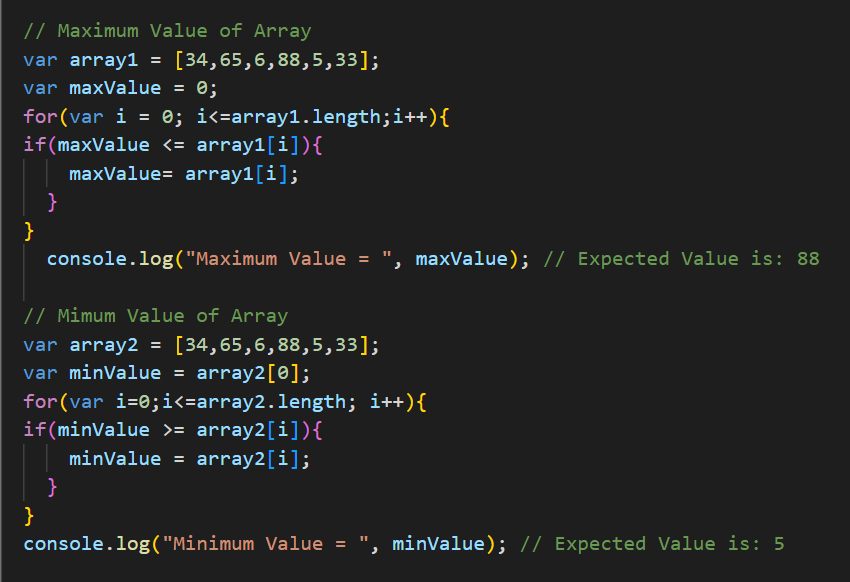 // Maximum Value of Array
var array1 = [34,65,6,88,5,33];
var maxValue = 0;
for(var i = 0; i<=array1.length;i++){
if(maxValue <= array1[i]){
    maxValue= array1[i];
  }
}
  console.log("Maximum Value = ", maxValue); // Expected Value is: 88

// Mimum Value of Array
var array2 = [34,65,6,88,5,33];
var minValue = array2[0];
for(var i=0;i<=array2.length; i++){
if(minValue >= array2[i]){
    minValue = array2[i];
  }
}
console.log("Minimum Value = ", minValue); // Expected Value is: 5